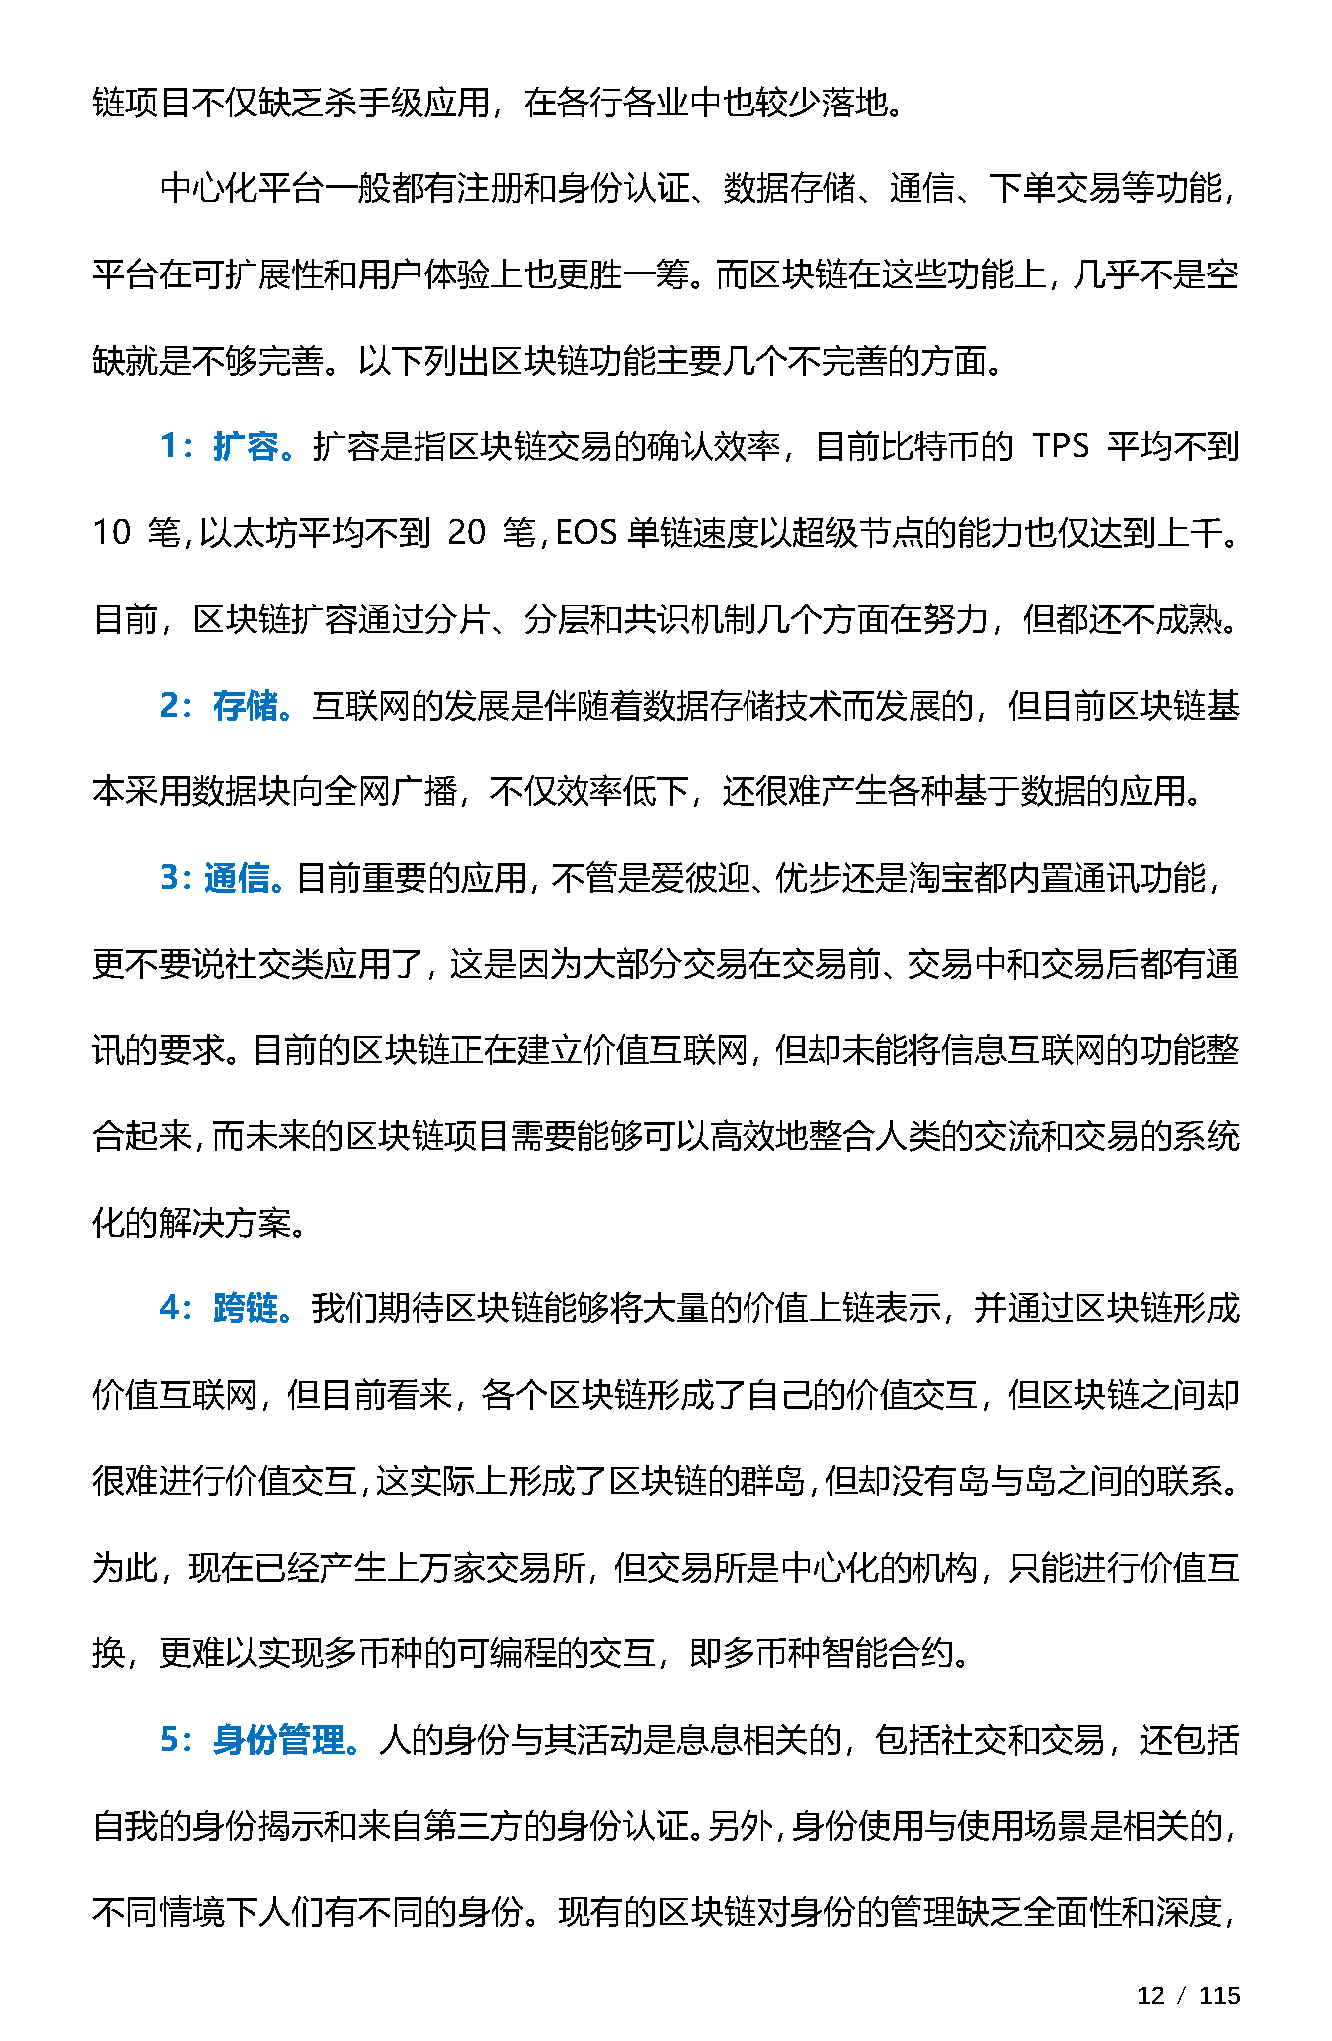 链项目不仅缺乏杀手级应用，在各行各业中也较少落地。
中心化平台一般都有注册和身份认证、数据存储、通信、下单交易等功能，
平台在可扩展性和用户体验上也更胜一筹。而区块链在这些功能上，几乎不是空
缺就是不够完善。以下列出区块链功能主要几个不完善的方面。
1：扩容。扩容是指区块链交易的确认效率，目前比特币的 TPS 平均不到
10 笔，以太坊平均不到 20 笔，EOS 单链速度以超级节点的能力也仅达到上千。
目前，区块链扩容通过分片、分层和共识机制几个方面在努力，但都还不成熟。
2：存储。互联网的发展是伴随着数据存储技术而发展的，但目前区块链基
本采用数据块向全网广播，不仅效率低下，还很难产生各种基于数据的应用。
3：通信。目前重要的应用，不管是爱彼迎、优步还是淘宝都内置通讯功能，
更不要说社交类应用了，这是因为大部分交易在交易前、交易中和交易后都有通
讯的要求。目前的区块链正在建立价值互联网，但却未能将信息互联网的功能整
合起来，而未来的区块链项目需要能够可以高效地整合人类的交流和交易的系统
化的解决方案。
4：跨链。我们期待区块链能够将大量的价值上链表示，并通过区块链形成
价值互联网，但目前看来，各个区块链形成了自己的价值交互，但区块链之间却
很难进行价值交互，这实际上形成了区块链的群岛，但却没有岛与岛之间的联系。
为此，现在已经产生上万家交易所，但交易所是中心化的机构，只能进行价值互
换，更难以实现多币种的可编程的交互，即多币种智能合约。
5：身份管理。人的身份与其活动是息息相关的，包括社交和交易，还包括
自我的身份揭示和来自第三方的身份认证。另外，身份使用与使用场景是相关的，
不同情境下人们有不同的身份。现有的区块链对身份的管理缺乏全面性和深度，
12 / 115